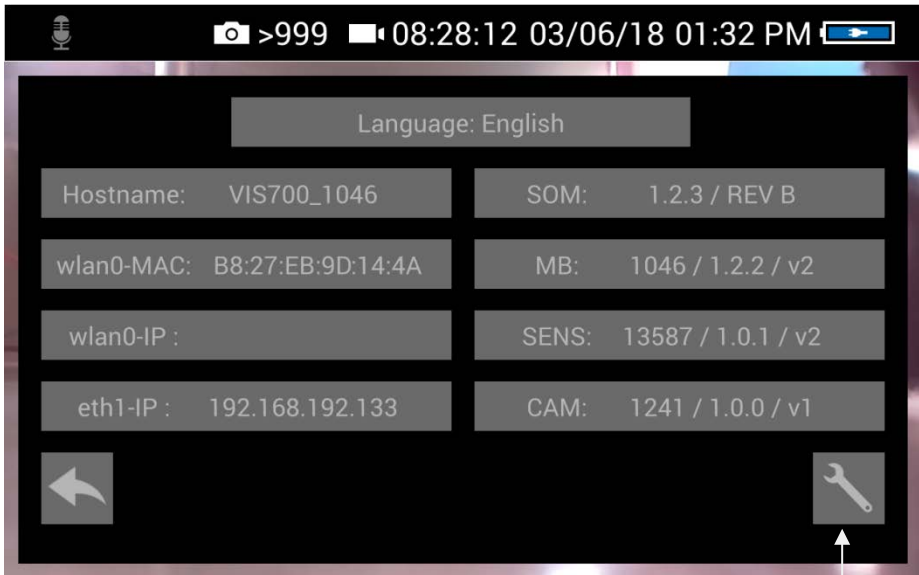 >999 08:28:12 03/06/18 01:32 PM
Language: English
Hostname: VIS700_1046
SOM: 1.2.3 / REV B
wlan0-MAC: B8:27:EB:9D:14:4A
MB: 1046 / 1.2.2 / v2
wlan0-IP :
SENS: 13587 / 1.0.1 / v2
eth1-IP : 192.168.192.133
CAM: 1241 / 1.0.0 / v1